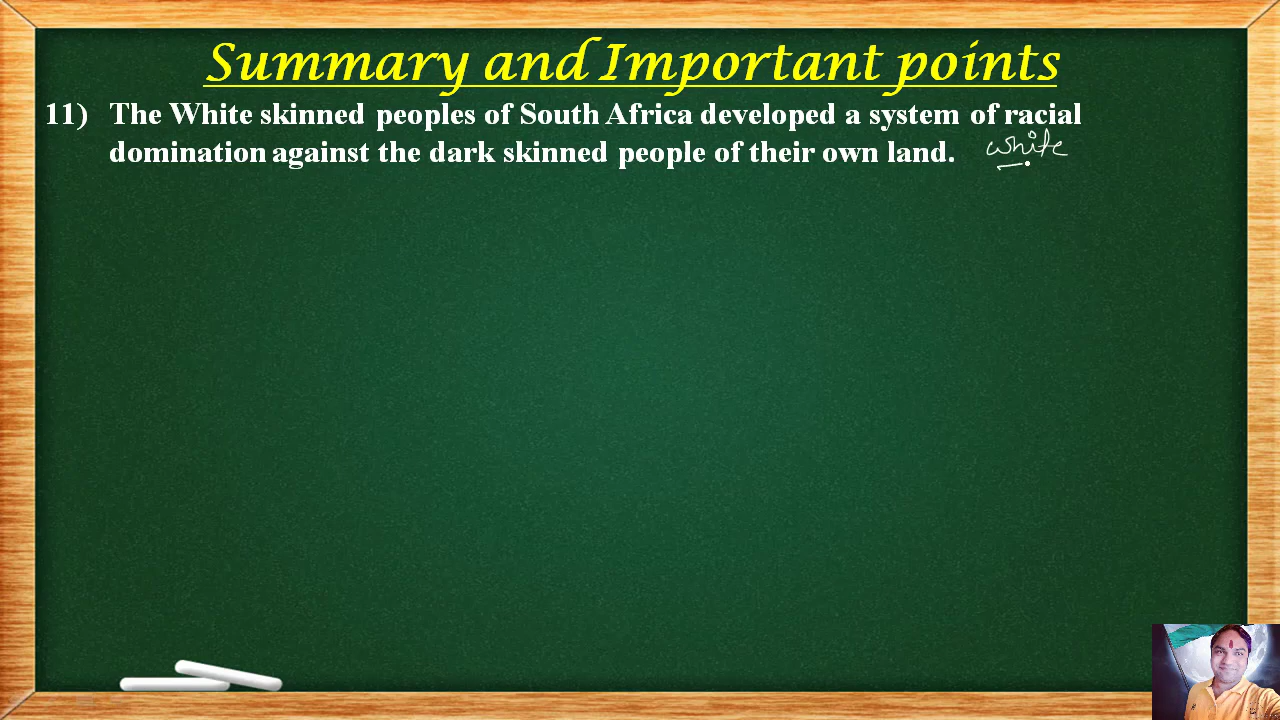 Summary and Important points
11) The White skinned peoples of South Africa developed a system of racial
domination against the dark skinned people of their own land. white